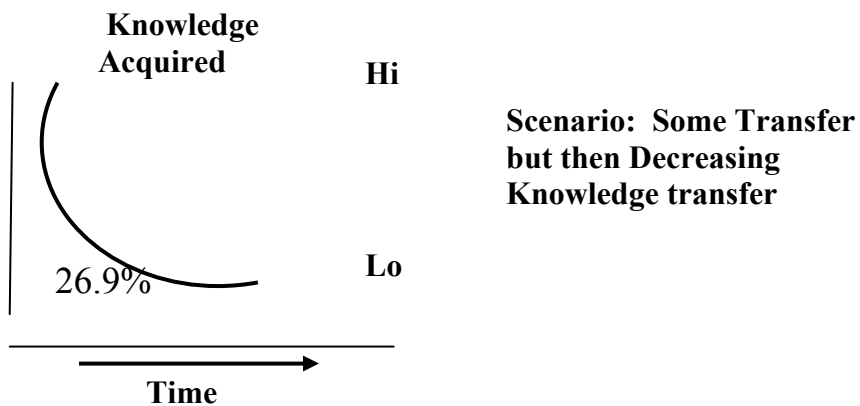 Knowledge
Acquired
Hi
Scenario: Some Transfer
but then Decreasing
Knowledge transfer
Lo
26.9%
Time